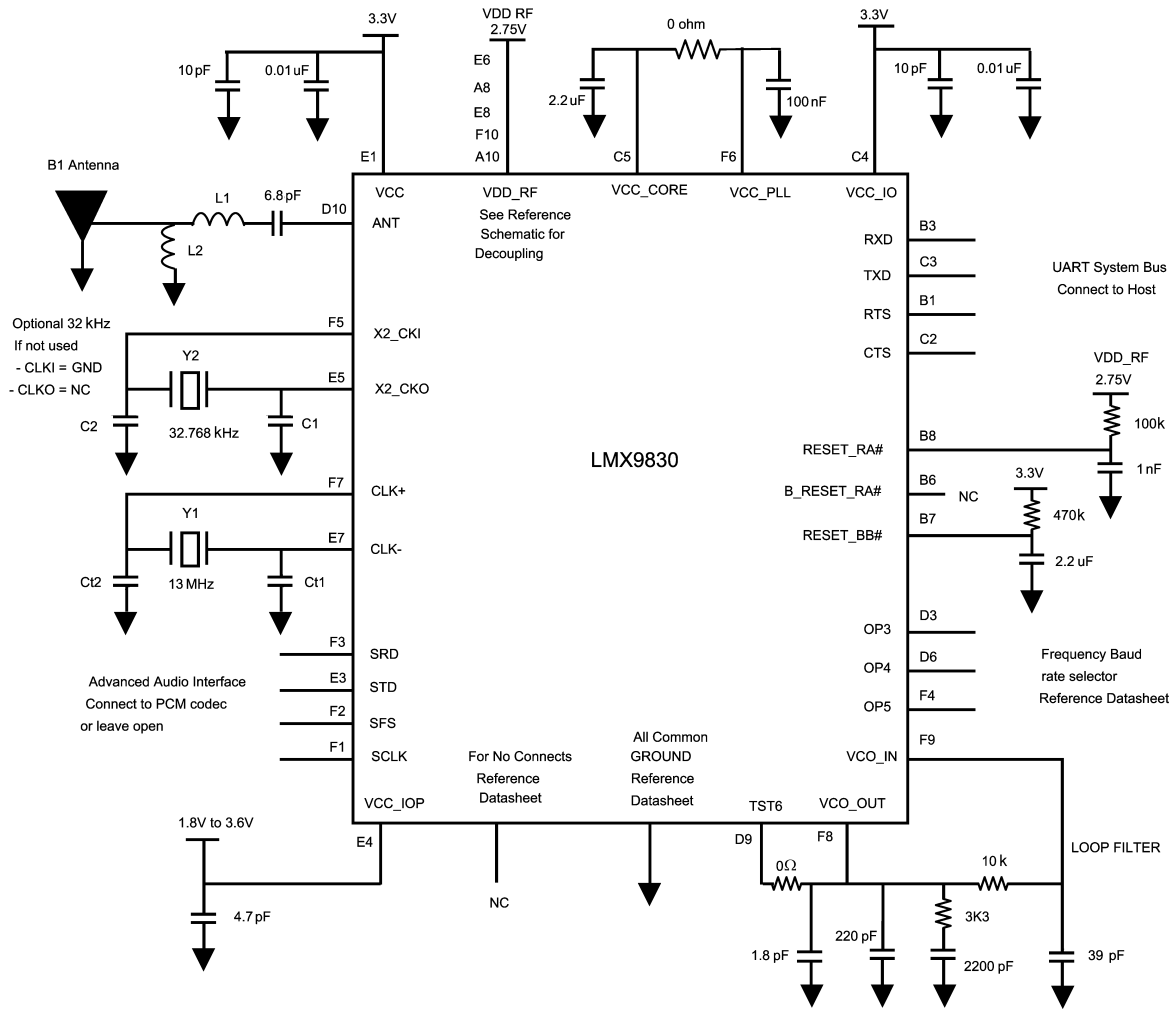 3.3V
10 pF
0.01 uF
E1
VDD RF
2.75V
E6
A8
E8
F10
A10
0 ohm
2.2 uF
100 nF
C5
F6
3.3V
10 pF
0.01 uF
C4
B1 Antenna
L1
6.8 pF
D10
L2
VCC
ANT
VDD_RF
See Reference
Schematic for
Decoupling
VCC_CORE
VCC_PLL
VCC_IO
RXD
B3
TXD
C3
RTS
B1
CTS
C2
UART System Bus
Connect to Host
Optional 32 kHz
If not used
- CLKI = GND
- CLKO = NC
F5
X2_CKI
Y2
E5
X2_CKO
C2
32.768 kHz
C1
VDD_RF
2.75V
100k
RESET_RA#
B8
1 nF
LMX9830
F7
CLK+
Y1
E7
CLK-
Ct2
13 MHz
Ct1
B_RESET_RA#
B6
NC
3.3V
470k
RESET_BB#
B7
2.2 uF
F3
SRD
E3
STD
F2
SFS
F1
SCLK
Advanced Audio Interface
Connect to PCM codec
or leave open
OP3
D3
OP4
D6
OP5
F4
Frequency Baud
rate selector
Reference Datasheet
VCO_IN
F9
VCC_IOP
For No Connects
Reference
Datasheet
All Common
GROUND
Reference
Datasheet
TST6
VCO_OUT
1.8V to 3.6V
E4
4.7 pF
NC
D9
F8
0Ω
10 k
LOOP FILTER
3K3
1.8 pF
220 pF
2200 pF
39 pF